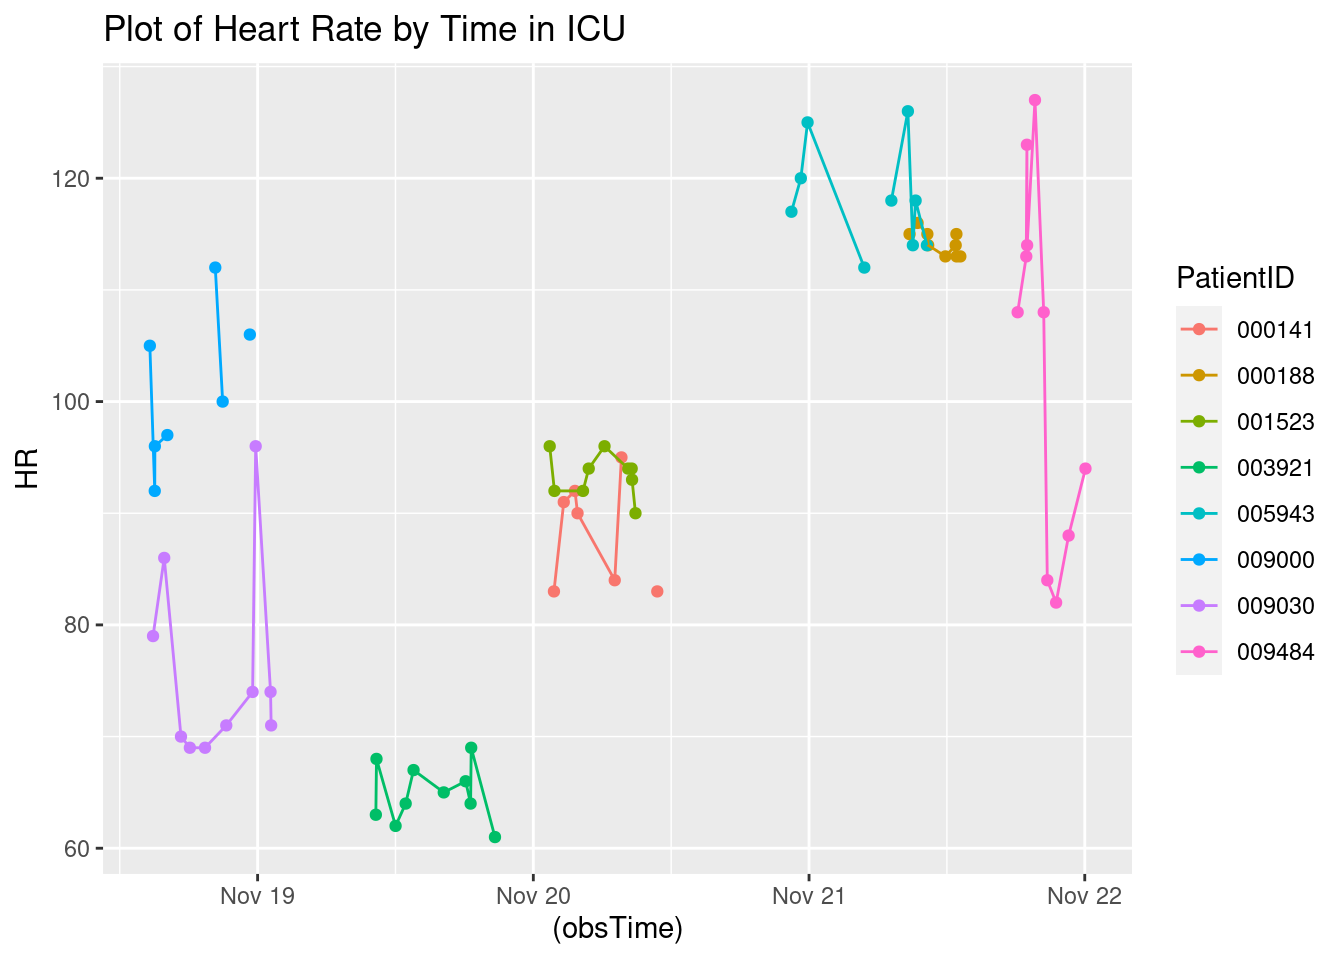 Plot of Heart Rate by Time in ICU
HR
120
100
80
60
Nov 19
Nov 20
Nov 21
Nov 22
(obsTime)
PatientID
000141
000188
001523
003921
005943
009000
009030
009484